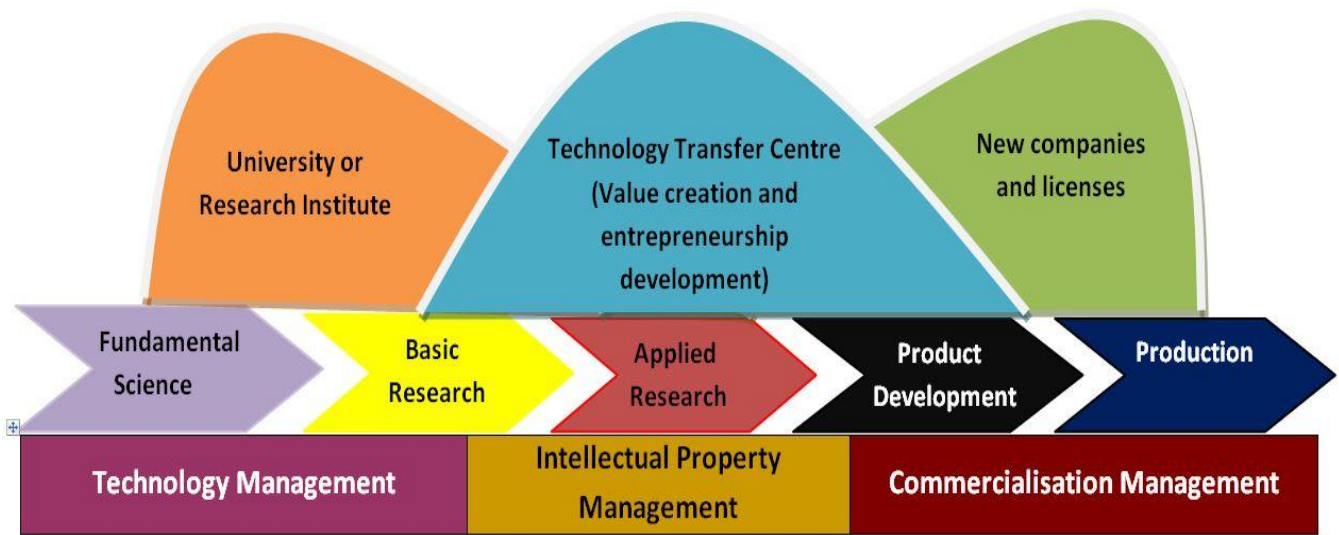 University or
Research Institute
Technology Transfer Centre
(Value creation and
entrepreneurship
development)
New companies
and licenses
Fundamental
Science
Basic
Research
Applied
Research
Product
Development
Production
Technology Management
Intellectual Property
Management
Commercialisation Management